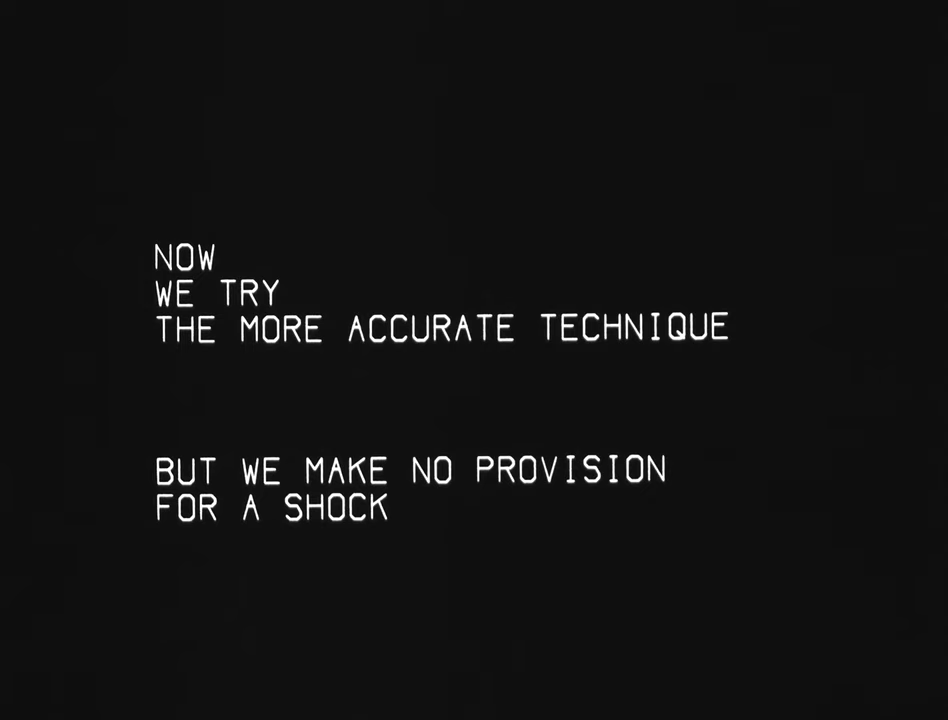 NOW
WE TRY
THE MORE ACCURATE TECHNIQUE
BUT WE MAKE NO PROVISION
FOR A SHOCK